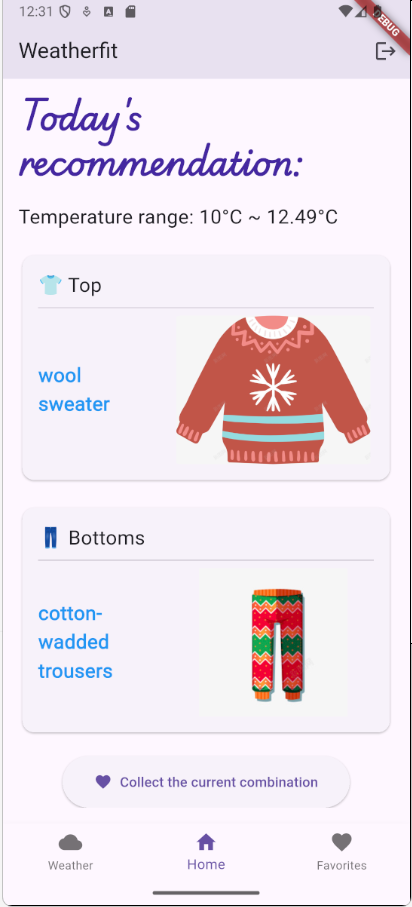 12:31
DEBUG
Weatherfit
Today's
recommendation:
Temperature range: 10°C ~ 12.49°C
Top
wool
sweater
Bottoms
cotton-
wadded
trousers
Collect the current combination
Weather
Home
Favorites